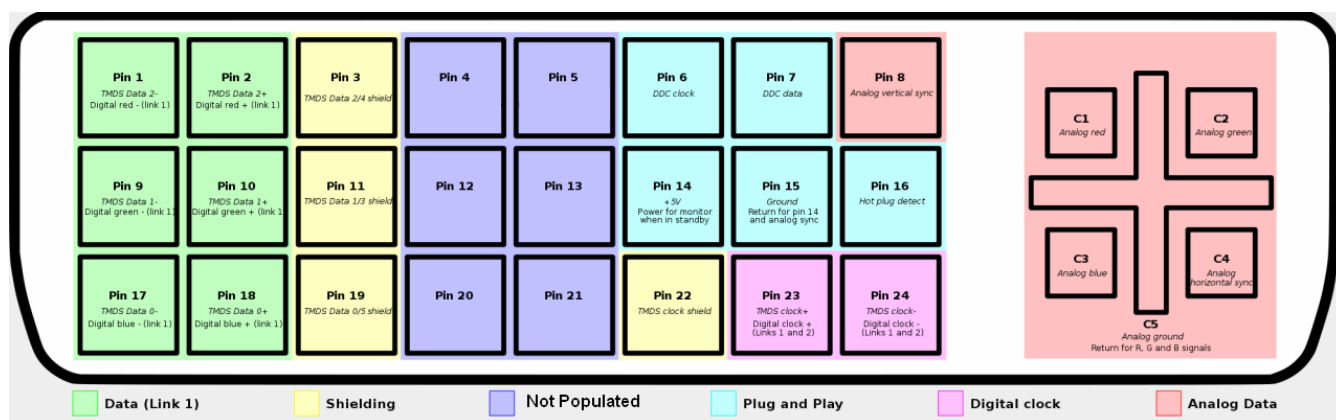 Pin 1
TMDS Data 2-
Digital red - (link 1)
Pin 2
TMDS Data 2+
Digital red + (link 1)
Pin 3
TMDS Data 2/4 shield
Pin 4
Pin 5
Pin 6
DDC clock
Pin 7
DDC data
Pin 8
Analog vertical sync
Pin 9
TMDS Data 1-
Digital green - (link 1)
Pin 10
TMDS Data 1+
Digital green + (link 1
Pin 11
TMDS Data 1/3 shield
Pin 12
Pin 13
Pin 14
+5V
Power for monitor
when in standby
Pin 15
Ground
Return for pin 14
and analog sync
Pin 16
Hot plug detect
Pin 17
TMDS Data 0-
Digital blue - (link 1)
Pin 18
TMDS Data 0+
Digital blue + (link 1)
Pin 19
TMDS Data 0/5 shield
Pin 20
Pin 21
Pin 22
TMDS clock shield
Pin 23
TMDS clock+
Digital clock +
(Links 1 and 2)
Pin 24
TMDS clock-
Digital clock -
(Links 1 and 2)
C1
Analog red
C2
Analog green
C3
Analog blue
C4
Analog
horizontal sync
C5
Analog ground
Return for R, G and B signals
Data (Link 1)
Shielding
Not Populated
Plug and Play
Digital clock
Analog Data